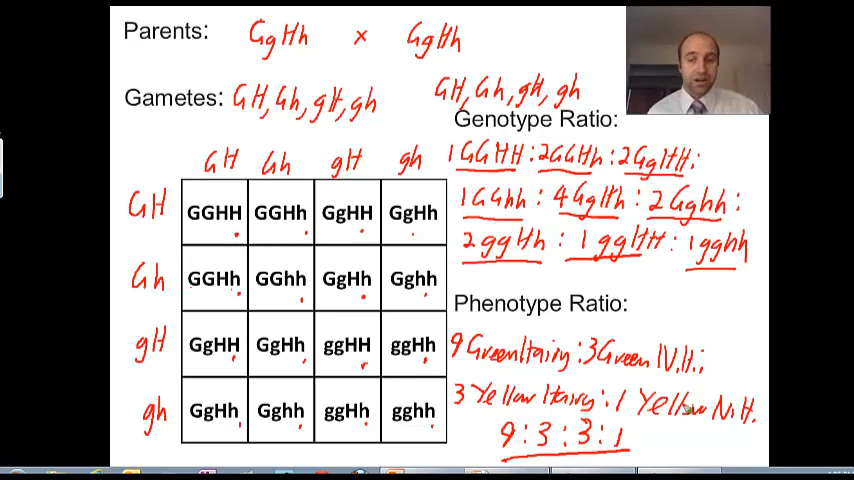 Parents: GgHh x GgHh
Gametes: GH, Gh, gH, gh GH, Gh, gH, gh
Genotype Ratio:
1GGHH : 2GGHh : 2GgHH :
1GGhh : 4GgHh : 2Gghh :
2ggHh : 1ggHH : 1gghh
GH Gh gH gh
GH GGHH GGHh GgHH GgHh
Gh GGHh GGhh GgHh Gghh
gH GgHH GgHh ggHH ggHh
gh GgHh Gghh ggHh gghh
Phenotype Ratio:
9 Green Hairy : 3 Green N.H. :
3 Yellow Hairy : 1 Yellow N.H.
9 : 3 : 3 : 1